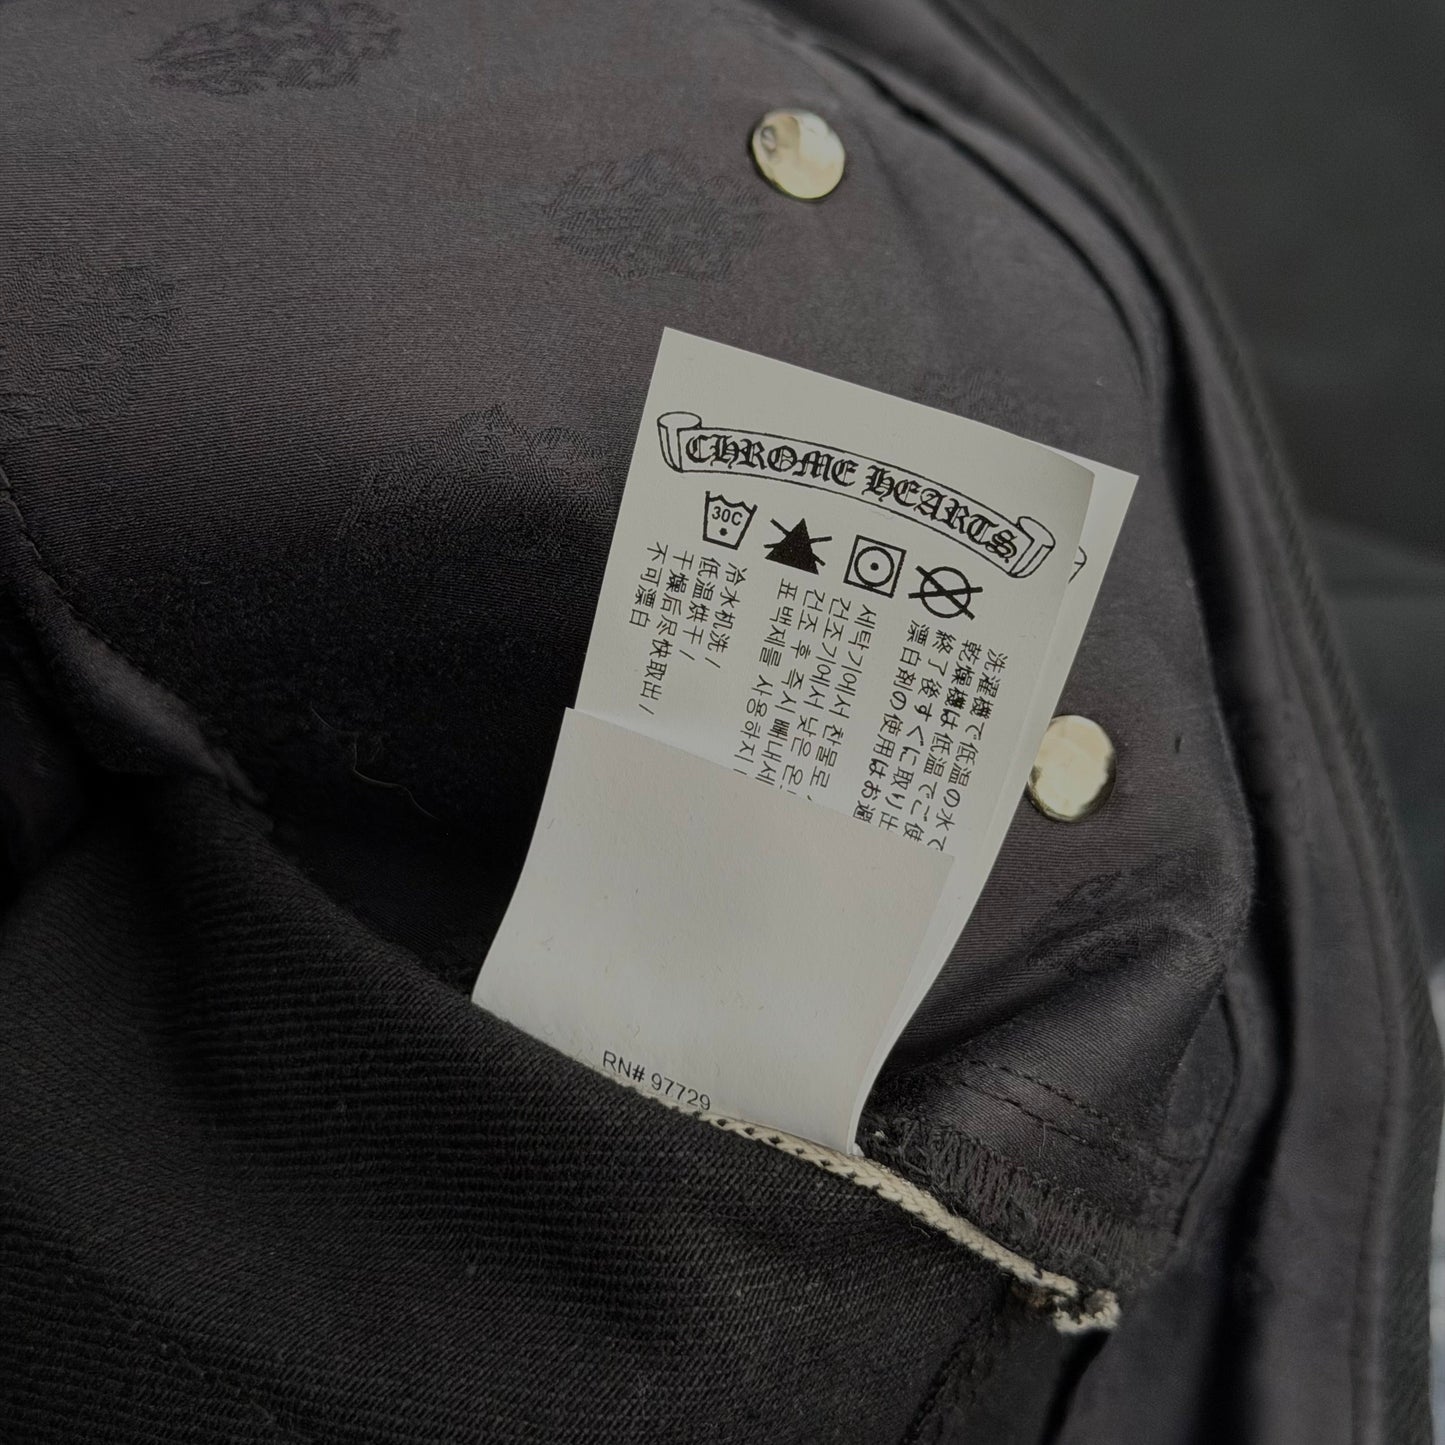 CHROME HEARTS
30C
冷水机洗 /
低温烘干 /
干燥后尽快取出 /
不可漂白
세탁기에서 찬물로
건조기에서 낮은 온
건조 후 즉시 빼내세
표백제를 사용하지
洗濯機で低温の水で
乾燥機は低温でご使
終了後すぐに取り出
漂白剤の使用はお避
RN# 97729